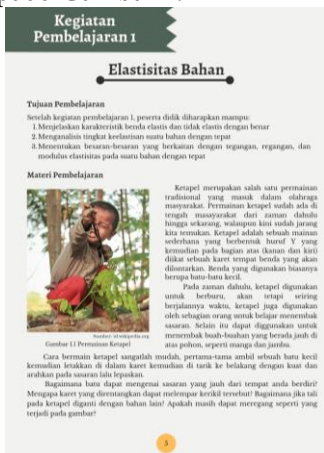 Kegiatan
Pembelajaran 1
Elastisitas Bahan
Tujuan Pembelajaran
Setelah kegiatan pembelajaran 1, peserta didik diharapkan mampu:
1. Menjelaskan karakteristik benda elastis dan tidak elastis dengan benar
2. Menganalisis tingkat keelastisan suatu bahan dengan tepat
3. Menentukan besaran-besaran yang berkaitan dengan tegangan, regangan, dan
modulus elastisitas pada suatu bahan dengan tepat
Materi Pembelajaran
Ketapel merupakan salah satu permainan
tradisional yang masuk dalam olahraga
masyarakat. Permainan ketapel sudah ada di
tengah masayarakat dari zaman dahulu
hingga sekarang, walaupun kini sudah jarang
kita temukan. Ketapel adalah sebuah mainan
sederhana yang berbentuk huruf Y yang
kemudian pada bagian atas (kanan dan kiri)
diikat sebuah karet tempat benda yang akan
dilontarkan. Benda yang digunakan biasanya
berupa batu-batu kecil.
Pada zaman dahulu, ketapel digunakan
untuk berburu, akan tetapi seiring
berjalannya waktu, ketapel juga digunakan
oleh sebagian orang untuk belajar menembak
sasaran. Selain itu dapat diggunakan untuk
menembak buah-buahan yang berada jauh di
atas pohon, seperti mangga dan jambu.
Sumber: id.wikipedia.org
Gambar 1.1 Permainan Ketapel
Cara bermain ketapel sangatlah mudah, pertama-tama ambil sebuah batu kecil
kemudian letakkan di dalam karet kemudian di tarik ke belakang dengan kuat dan
arahkan pada sasaran lalu lepaskan.
Bagaimana batu dapat mengenai sasaran yang jauh dari tempat anda berdiri?
Mengapa karet yang direntangkan dapat melempar kerikil tersebut? Bagaimana jika tali
pada ketapel diganti dengan bahan lain? Apakah masih dapat meregang seperti yang
terjadi pada gambar?
5